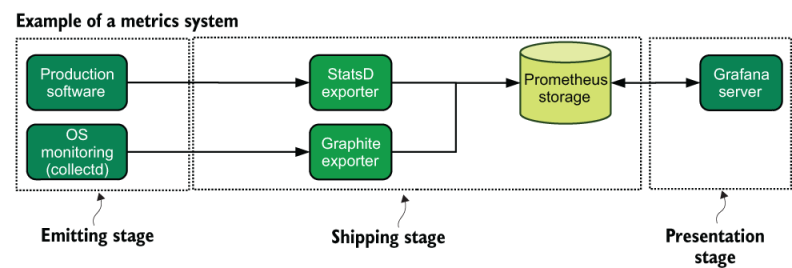 Example of a metrics system
Production
software
StatsD
exporter
Prometheus
storage
Grafana
server
OS
monitoring
(collectd)
Graphite
exporter
Emitting stage
Shipping stage
Presentation
stage